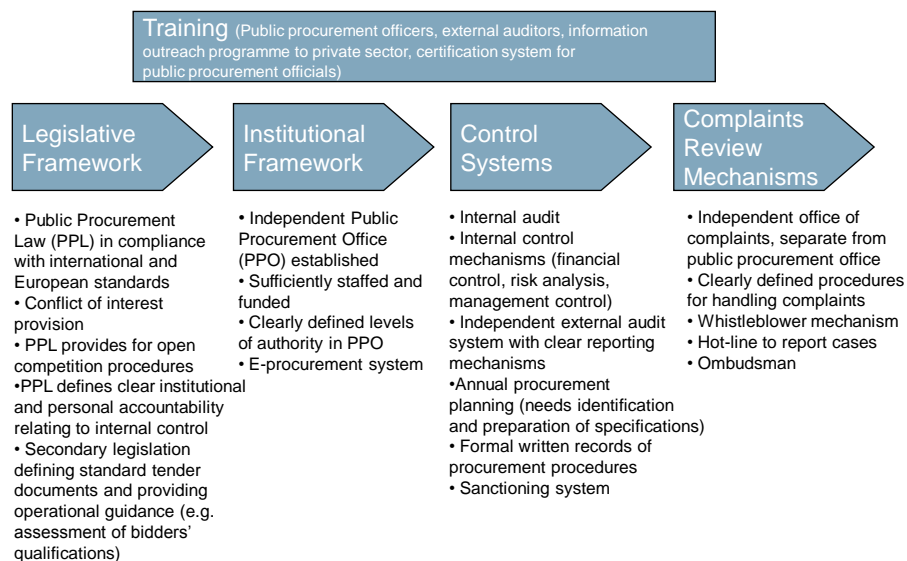 Training (Public procurement officers, external auditors, information
outreach programme to private sector, certification system for
public procurement officials)
Legislative
Framework
Institutional
Framework
Control
Systems
Complaints
Review
Mechanisms
• Public Procurement
Law (PPL) in compliance
with international and
European standards
• Conflict of interest
provision
• PPL provides for open
competition procedures
•PPL defines clear institutional
and personal accountability
relating to internal control
• Secondary legislation
defining standard tender
documents and providing
operational guidance (e.g.
assessment of bidders'
qualifications)
• Independent Public
Procurement Office
(PPO) established
• Sufficiently staffed and
funded
• Clearly defined levels
of authority in PPO
• E-procurement system
• Internal audit
• Internal control
mechanisms (financial
control, risk analysis,
management control)
• Independent external audit
system with clear reporting
mechanisms
•Annual procurement
planning (needs identification
and preparation of specifications)
• Formal written records of
procurement procedures
• Sanctioning system
• Independent office of
complaints, separate from
public procurement office
• Clearly defined procedures
for handling complaints
• Whistleblower mechanism
• Hot-line to report cases
• Ombudsman